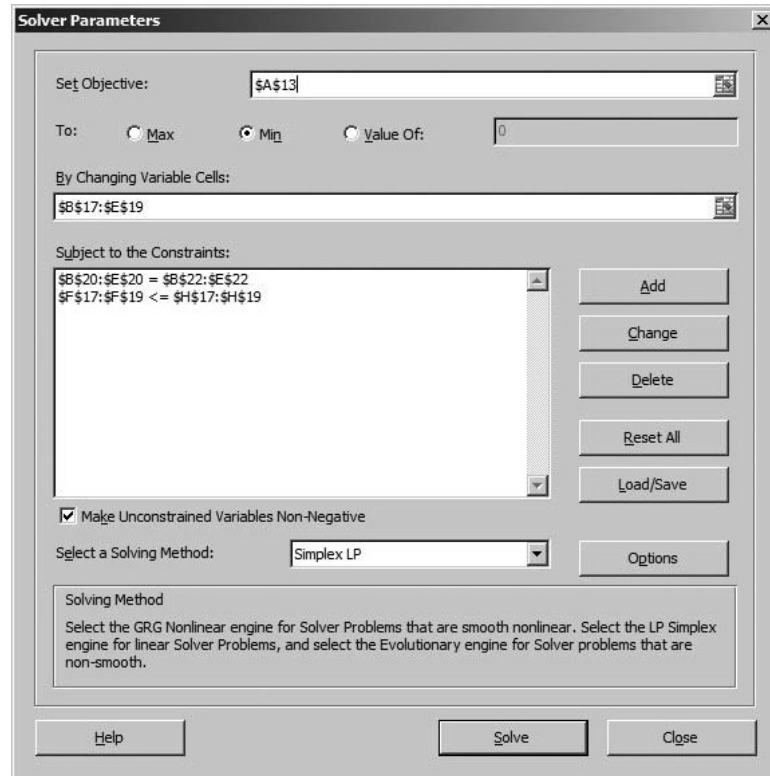 Solver Parameters
Set Objective: $A$13
To: Max Min Value Of: 0
By Changing Variable Cells:
$B$17:$E$19
Subject to the Constraints:
$B$20:$E$20 = $B$22:$E$22
$F$17:$F$19 <= $H$17:$H$19
Add
Change
Delete
Reset All
Load/Save
Make Unconstrained Variables Non-Negative
Select a Solving Method: Simplex LP Options
Solving Method
Select the GRG Nonlinear engine for Solver Problems that are smooth nonlinear. Select the LP Simplex
engine for linear Solver Problems, and select the Evolutionary engine for Solver problems that are
non-smooth.
Help Solve Close